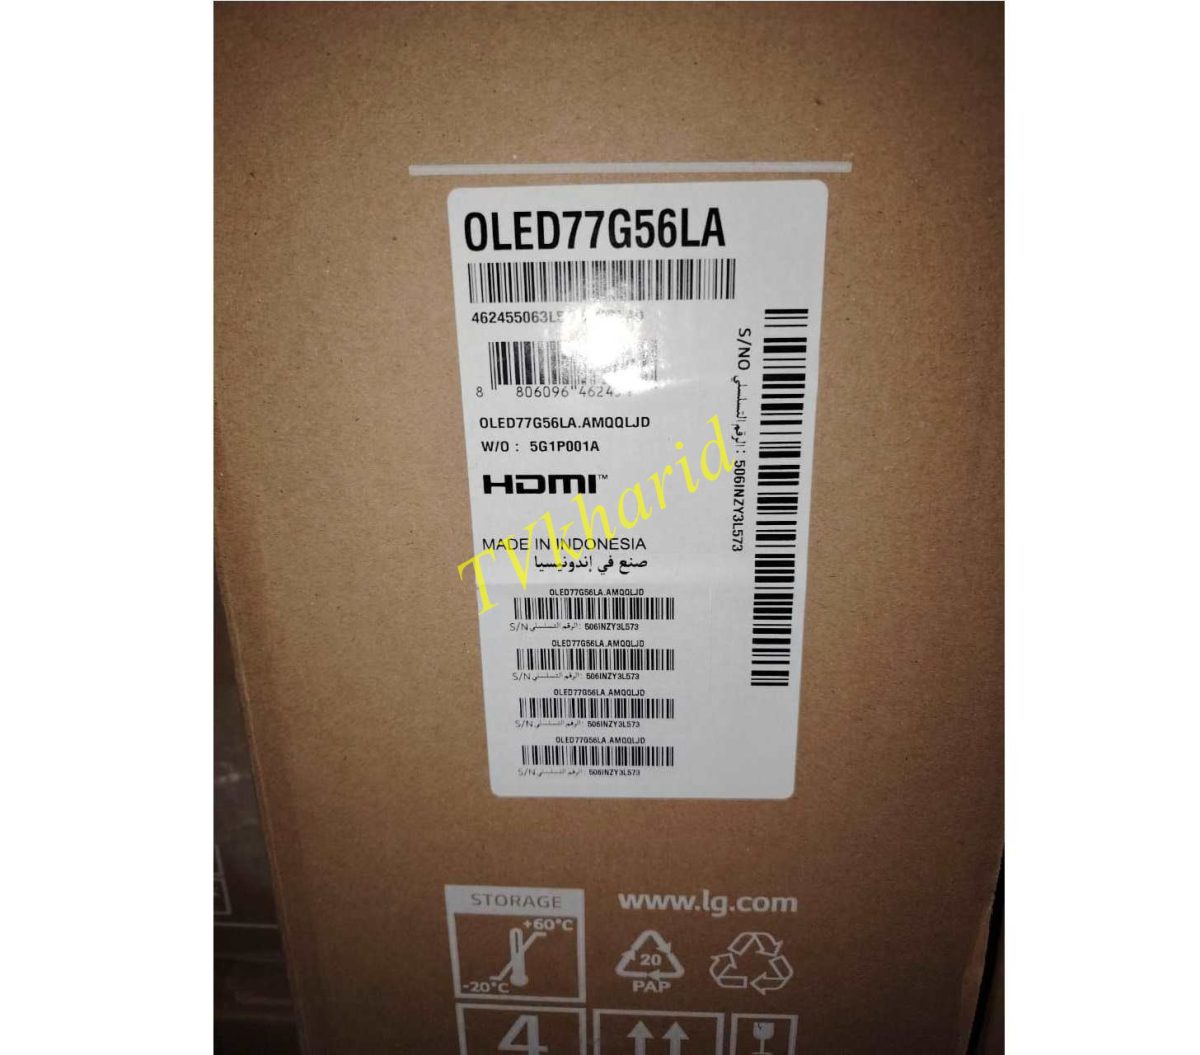 OLED77G56LA
8 806096
OLED77G56LA.AMQQLJD
W/O : 5G1P001A
HDMI™
MADE IN INDONESIA
صنع في إندونيسيا
S/NO الرقم التسلسلي : 506INZY3L573
OLED77G56LA.AMQQLJD
S/N الرقم التسلسلي : 506INZY3L573
OLED77G56LA.AMQQLJD
S/N الرقم التسلسلي : 506INZY3L573
OLED77G56LA.AMQQLJD
S/N الرقم التسلسلي : 506INZY3L573
OLED77G56LA.AMQQLJD
S/N الرقم التسلسلي : 506INZY3L573
TVkharid
STORAGE
+60°C
-20°C
www.lg.com
20
PAP
4